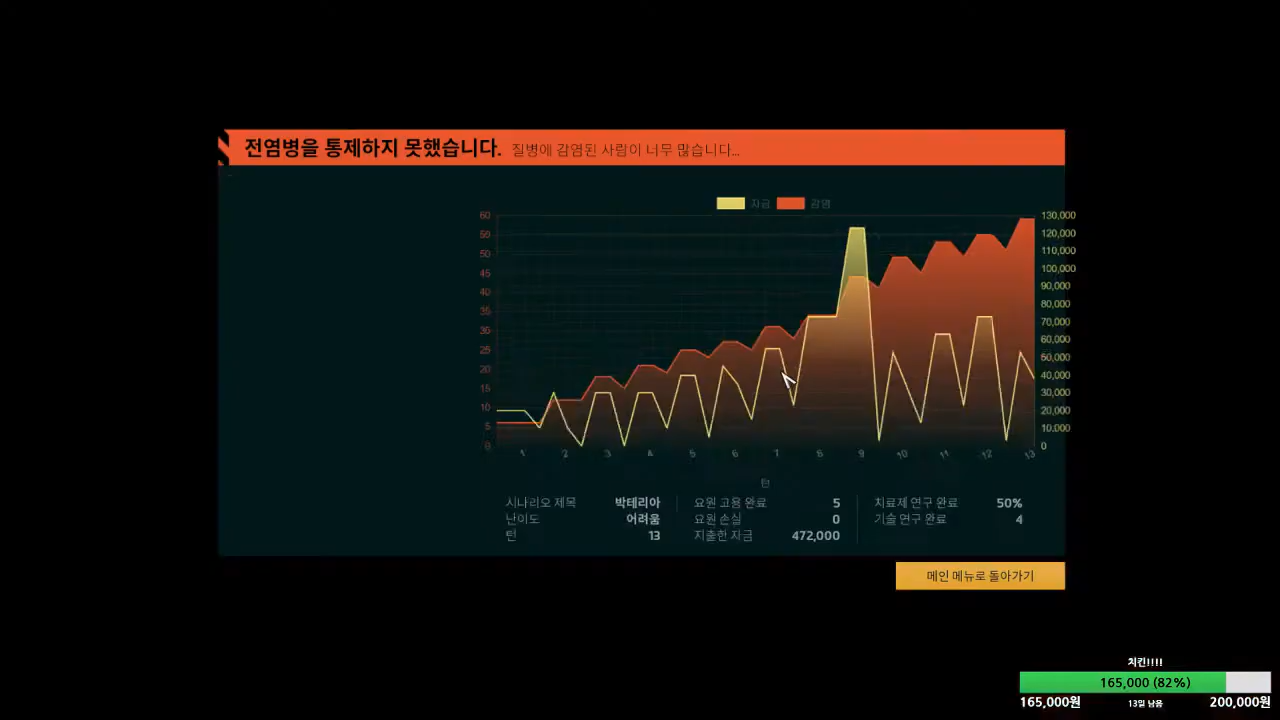 전염병을 통제하지 못했습니다. 질병에 감염된 사람이 너무 많습니다...
자금 감염
60 130,000
55 120,000
50 110,000
45 100,000
40 90,000
35 80,000
30 70,000
25 60,000
20 50,000
15 40,000
10 30,000
5 20,000
0 10,000
0
1 2 3 4 5 6 7 8 9 10 11 12 13
턴
시나리오 제목 박테리아 요원 고용 완료 5 치료제 연구 완료 50%
난이도 어려움 요원 손실 0 기술 연구 완료 4
턴 13 지출한 자금 472,000
메인 메뉴로 돌아가기
치킨!!!!
165,000 (82%)
165,000원 13일 남음 200,000원